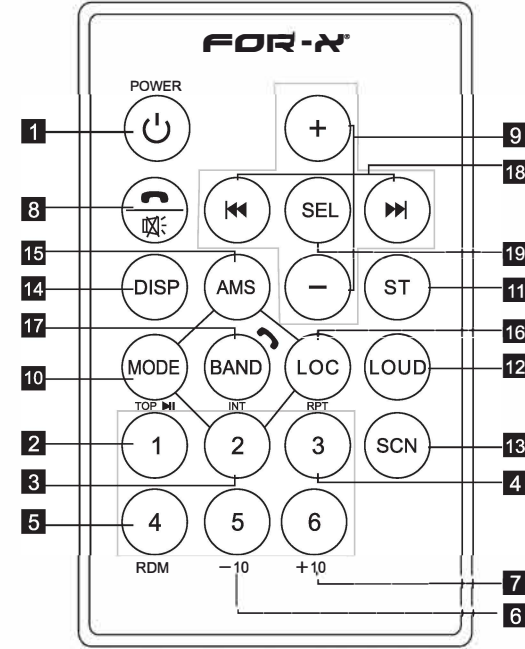 FOR-X
POWER
1
+
9
18
8
SEL
15
19
14
DISP
AMS
−
ST
11
17
16
10
MODE
BAND
LOC
LOUD
12
TOP
INT
RPT
2
1
2
3
SCN
13
3
4
5
4
5
6
RDM
−10
+10
7
6